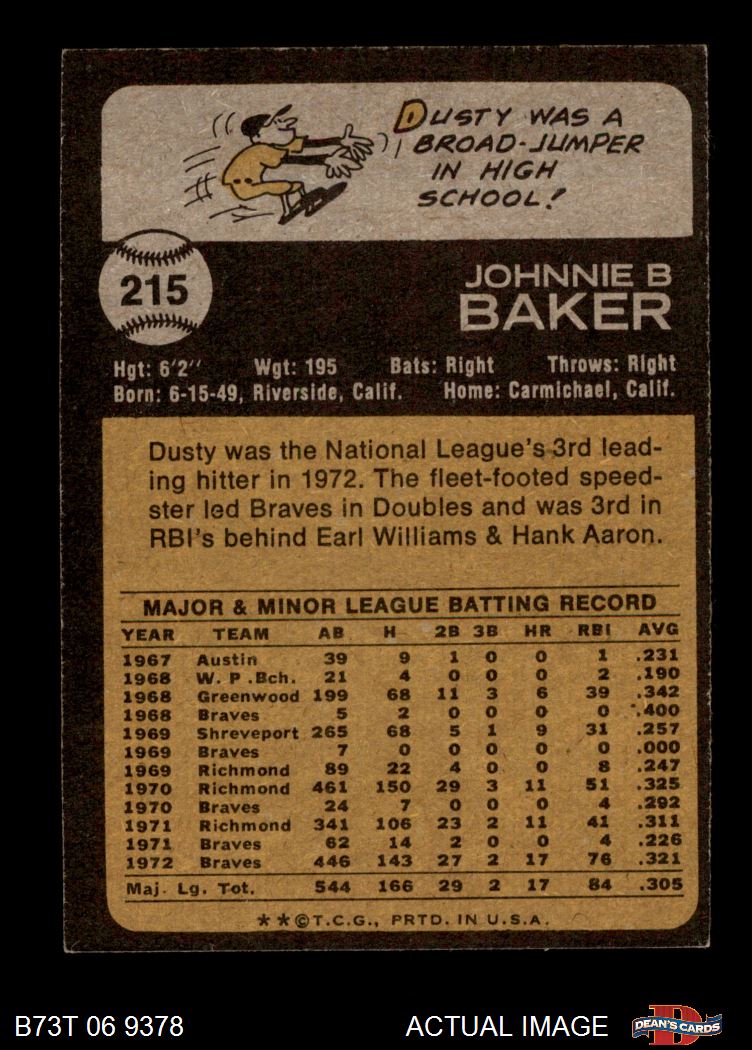 DUSTY WAS A
BROAD-JUMPER
IN HIGH
SCHOOL!
215
JOHNNIE B
BAKER
Hgt: 6'2'' Wgt: 195 Bats: Right Throws: Right
Born: 6-15-49, Riverside, Calif. Home: Carmichael, Calif.
Dusty was the National League's 3rd lead-
ing hitter in 1972. The fleet-footed speed-
ster led Braves in Doubles and was 3rd in
RBI's behind Earl Williams & Hank Aaron.
MAJOR & MINOR LEAGUE BATTING RECORD
YEAR TEAM AB H 2B 3B HR RBI AVG
1967 Austin 39 9 1 0 0 1 .231
1968 W. P .Bch. 21 4 0 0 0 2 .190
1968 Greenwood 199 68 11 3 6 39 .342
1968 Braves 5 2 0 0 0 0 .400
1969 Shreveport 265 68 5 1 9 31 .257
1969 Braves 7 0 0 0 0 0 .000
1969 Richmond 89 22 4 0 0 8 .247
1970 Richmond 461 150 29 3 11 51 .325
1970 Braves 24 7 0 0 0 4 .292
1971 Richmond 341 106 23 2 11 41 .311
1971 Braves 62 14 2 0 0 4 .226
1972 Braves 446 143 27 2 17 76 .321
Maj. Lg. Tot. 544 166 29 2 17 84 .305
★★©T.C.G., PRTD. IN U.S.A.
B73T 06 9378 ACTUAL IMAGE DEAN'S CARDS